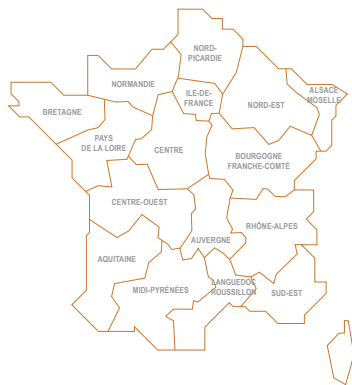 NORD-
PICARDIE
NORMANDIE
ILE-DE-
FRANCE
ALSACE
MOSELLE
NORD-EST
BRETAGNE
PAYS
DE LA LOIRE
CENTRE
BOURGOGNE
FRANCHE-COMTÉ
CENTRE-OUEST
RHÔNE-ALPES
AUVERGNE
AQUITAINE
MIDI-PYRÉNÉES
LANGUEDOC
ROUSSILLON
SUD-EST